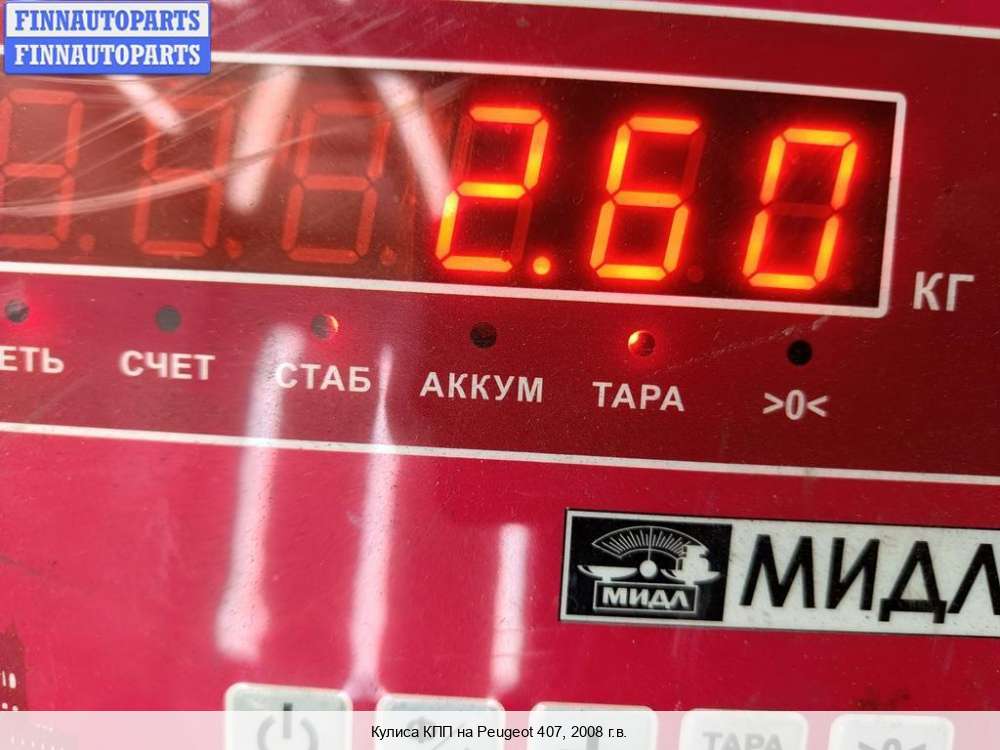 FINNAUTOPARTS
FINNAUTOPARTS
2.60
КГ
ЕТЬ СЧЕТ СТАБ АККУМ ТАРА >0<
МИДЛ МИДЛ
ТАРА >0<
Кулиса КПП на Peugeot 407, 2008 г.в.